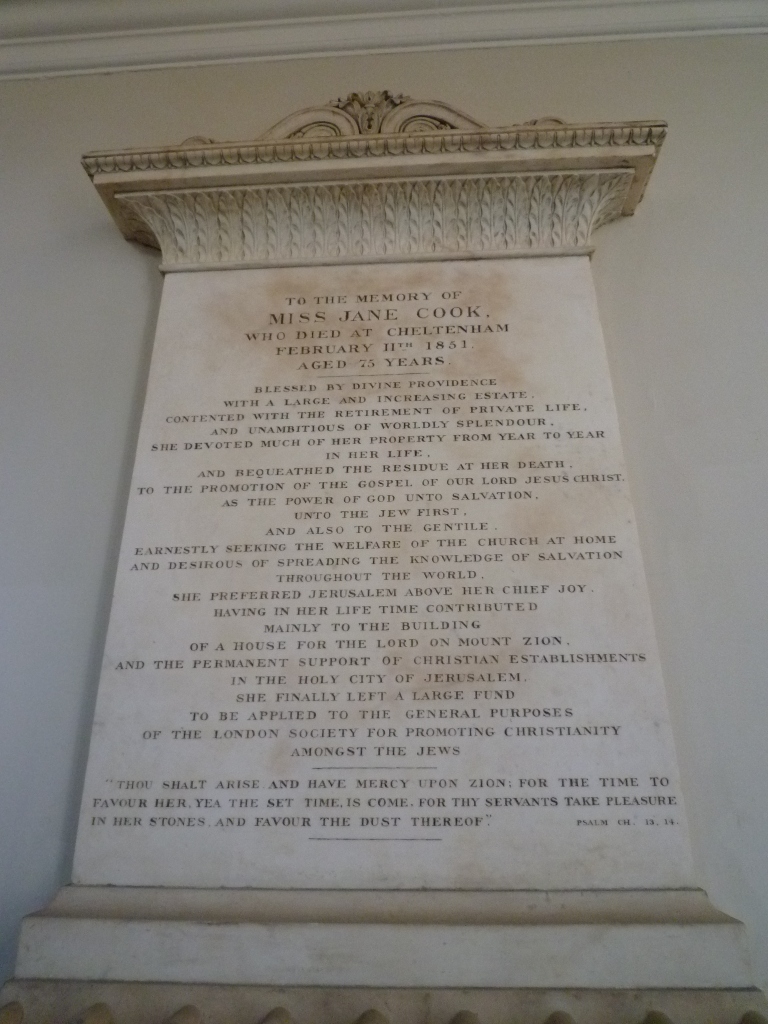 TO THE MEMORY OF
MISS JANE COOK,
WHO DIED AT CHELTENHAM
FEBRUARY 11TH 1851.
AGED 75 YEARS.
BLESSED BY DIVINE PROVIDENCE
WITH A LARGE AND INCREASING ESTATE,
CONTENTED WITH THE RETIREMENT OF PRIVATE LIFE,
AND UNAMBITIOUS OF WORLDLY SPLENDOUR,
SHE DEVOTED MUCH OF HER PROPERTY FROM YEAR TO YEAR
IN HER LIFE,
AND BEQUEATHED THE RESIDUE AT HER DEATH,
TO THE PROMOTION OF THE GOSPEL OF OUR LORD JESUS CHRIST.
AS THE POWER OF GOD UNTO SALVATION,
UNTO THE JEW FIRST,
AND ALSO TO THE GENTILE.
EARNESTLY SEEKING THE WELFARE OF THE CHURCH AT HOME
AND DESIROUS OF SPREADING THE KNOWLEDGE OF SALVATION
THROUGHOUT THE WORLD,
SHE PREFERRED JERUSALEM ABOVE HER CHIEF JOY.
HAVING IN HER LIFE TIME CONTRIBUTED
MAINLY TO THE BUILDING
OF A HOUSE FOR THE LORD ON MOUNT ZION,
AND THE PERMANENT SUPPORT OF CHRISTIAN ESTABLISHMENTS
IN THE HOLY CITY OF JERUSALEM,
SHE FINALLY LEFT A LARGE FUND
TO BE APPLIED TO THE GENERAL PURPOSES
OF THE LONDON SOCIETY FOR PROMOTING CHRISTIANITY
AMONGST THE JEWS
"THOU SHALT ARISE AND HAVE MERCY UPON ZION; FOR THE TIME TO
FAVOUR HER, YEA THE SET TIME, IS COME. FOR THY SERVANTS TAKE PLEASURE
IN HER STONES, AND FAVOUR THE DUST THEREOF." PSALM CII. 13, 14.